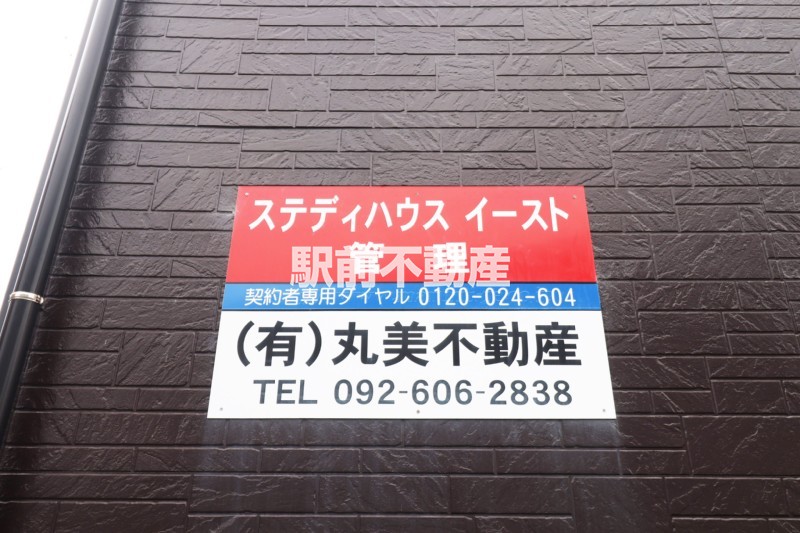 ステディハウス イースト
管理
駅前不動産
契約者専用ダイヤル 0120-024-604
(有)丸美不動産
TEL 092-606-2838